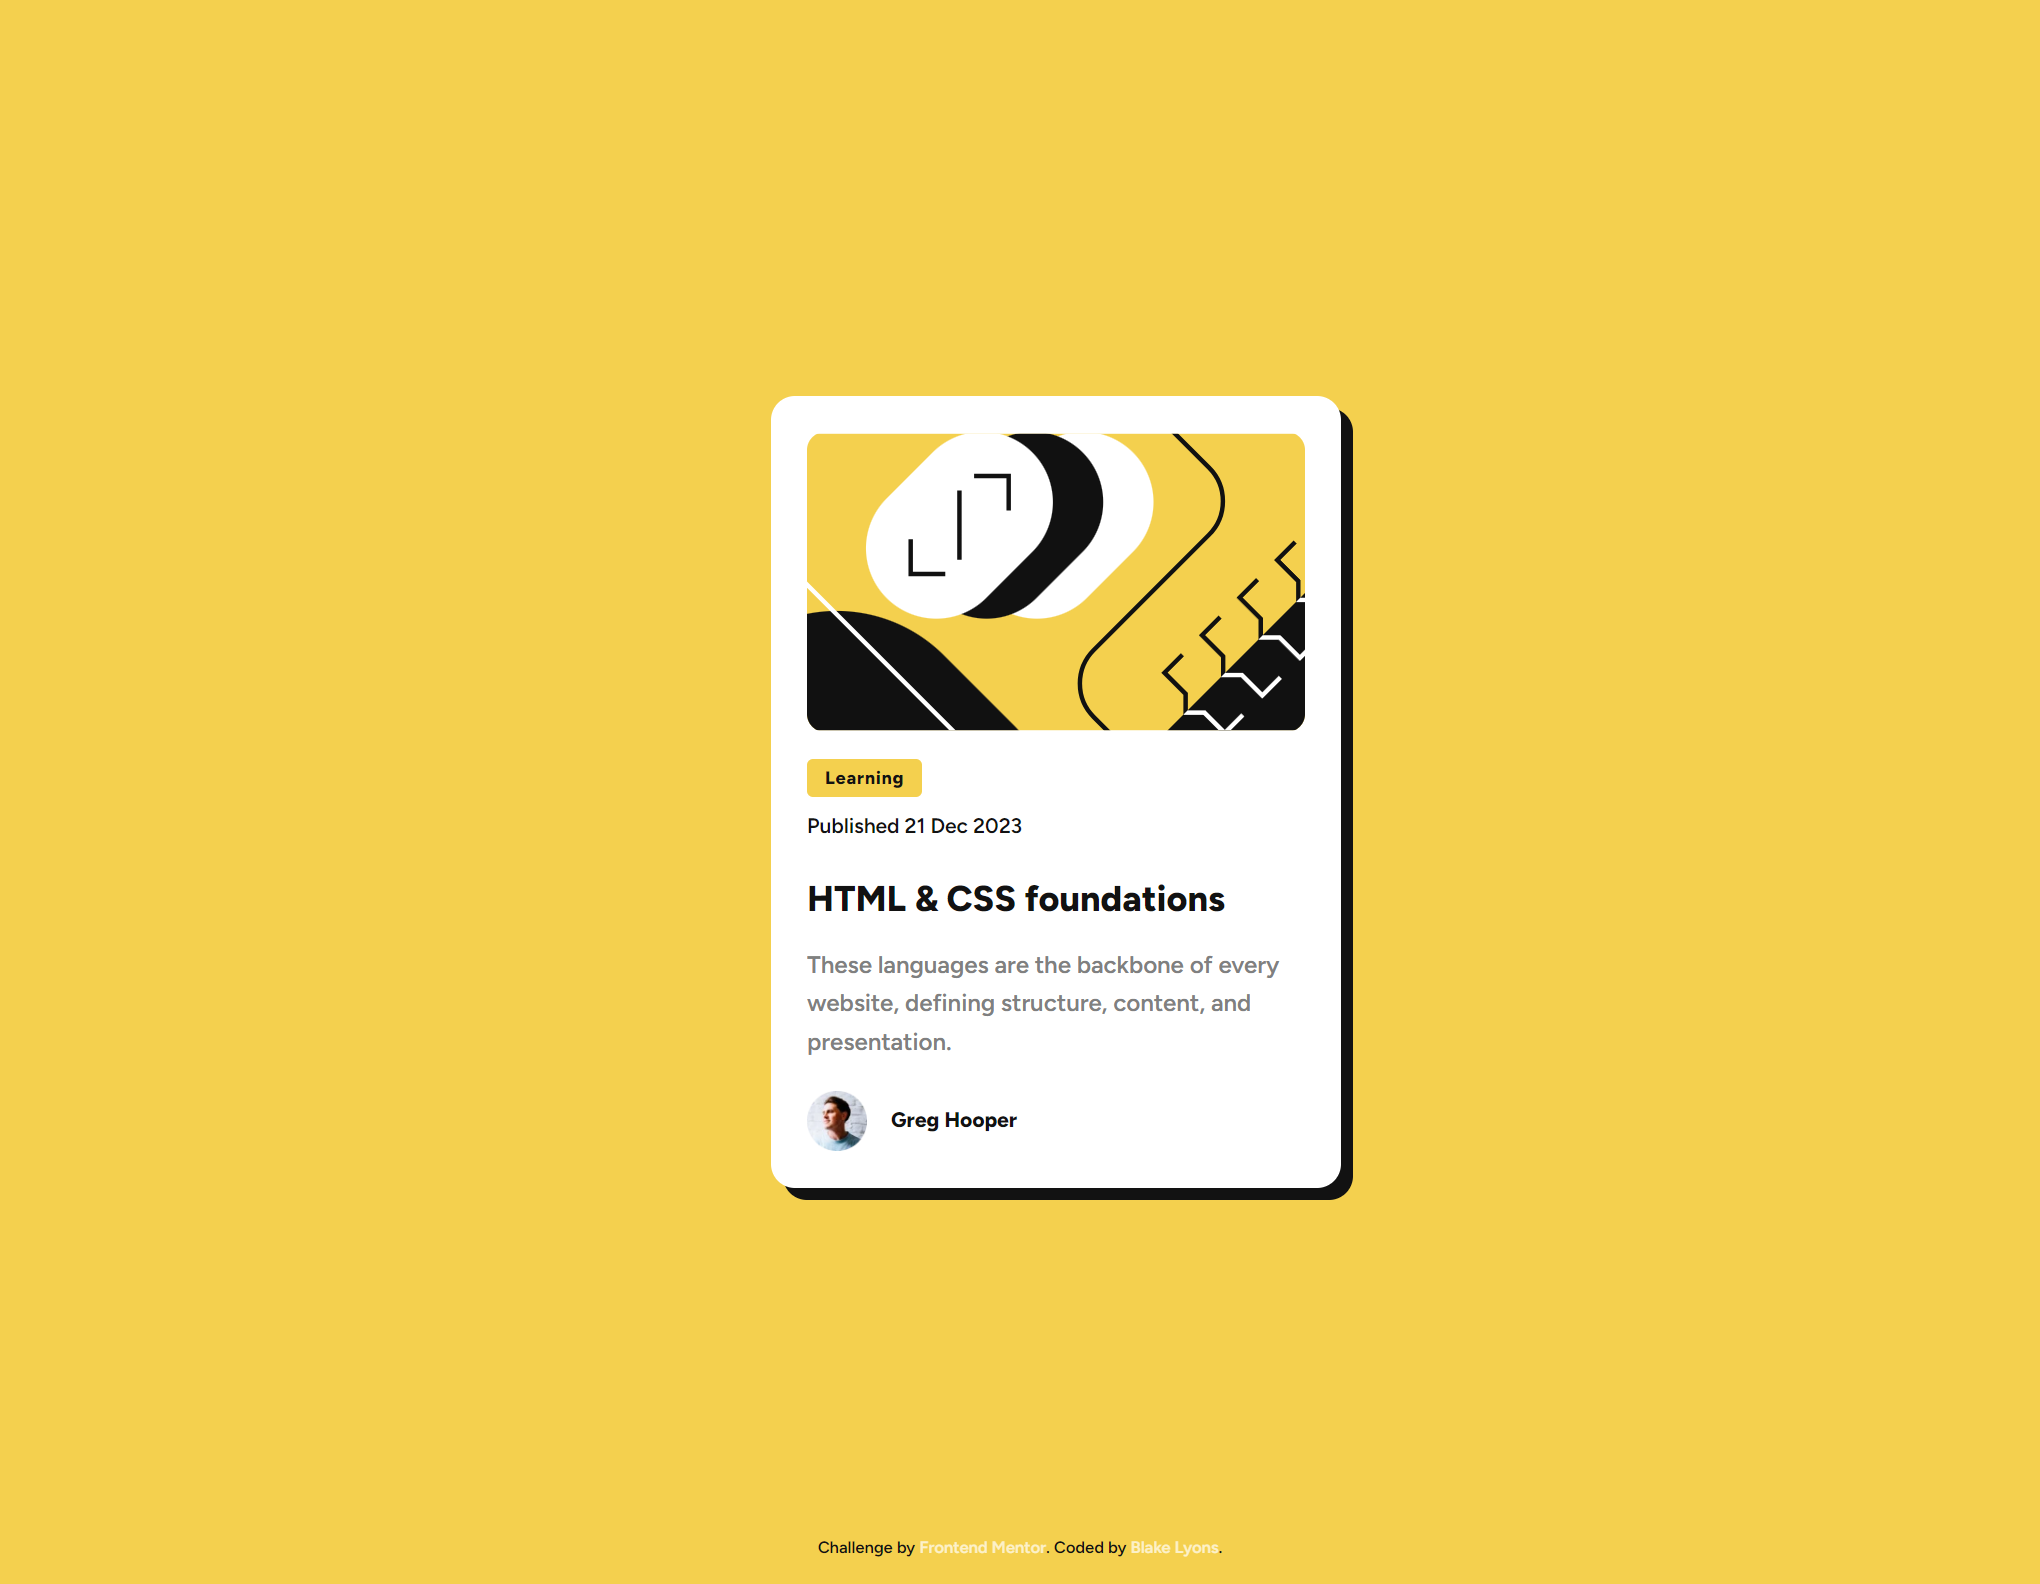 Learning
Published 21 Dec 2023
HTML & CSS foundations
These languages are the backbone of every
website, defining structure, content, and
presentation.
Greg Hooper
Challenge by Frontend Mentor. Coded by Blake Lyons.